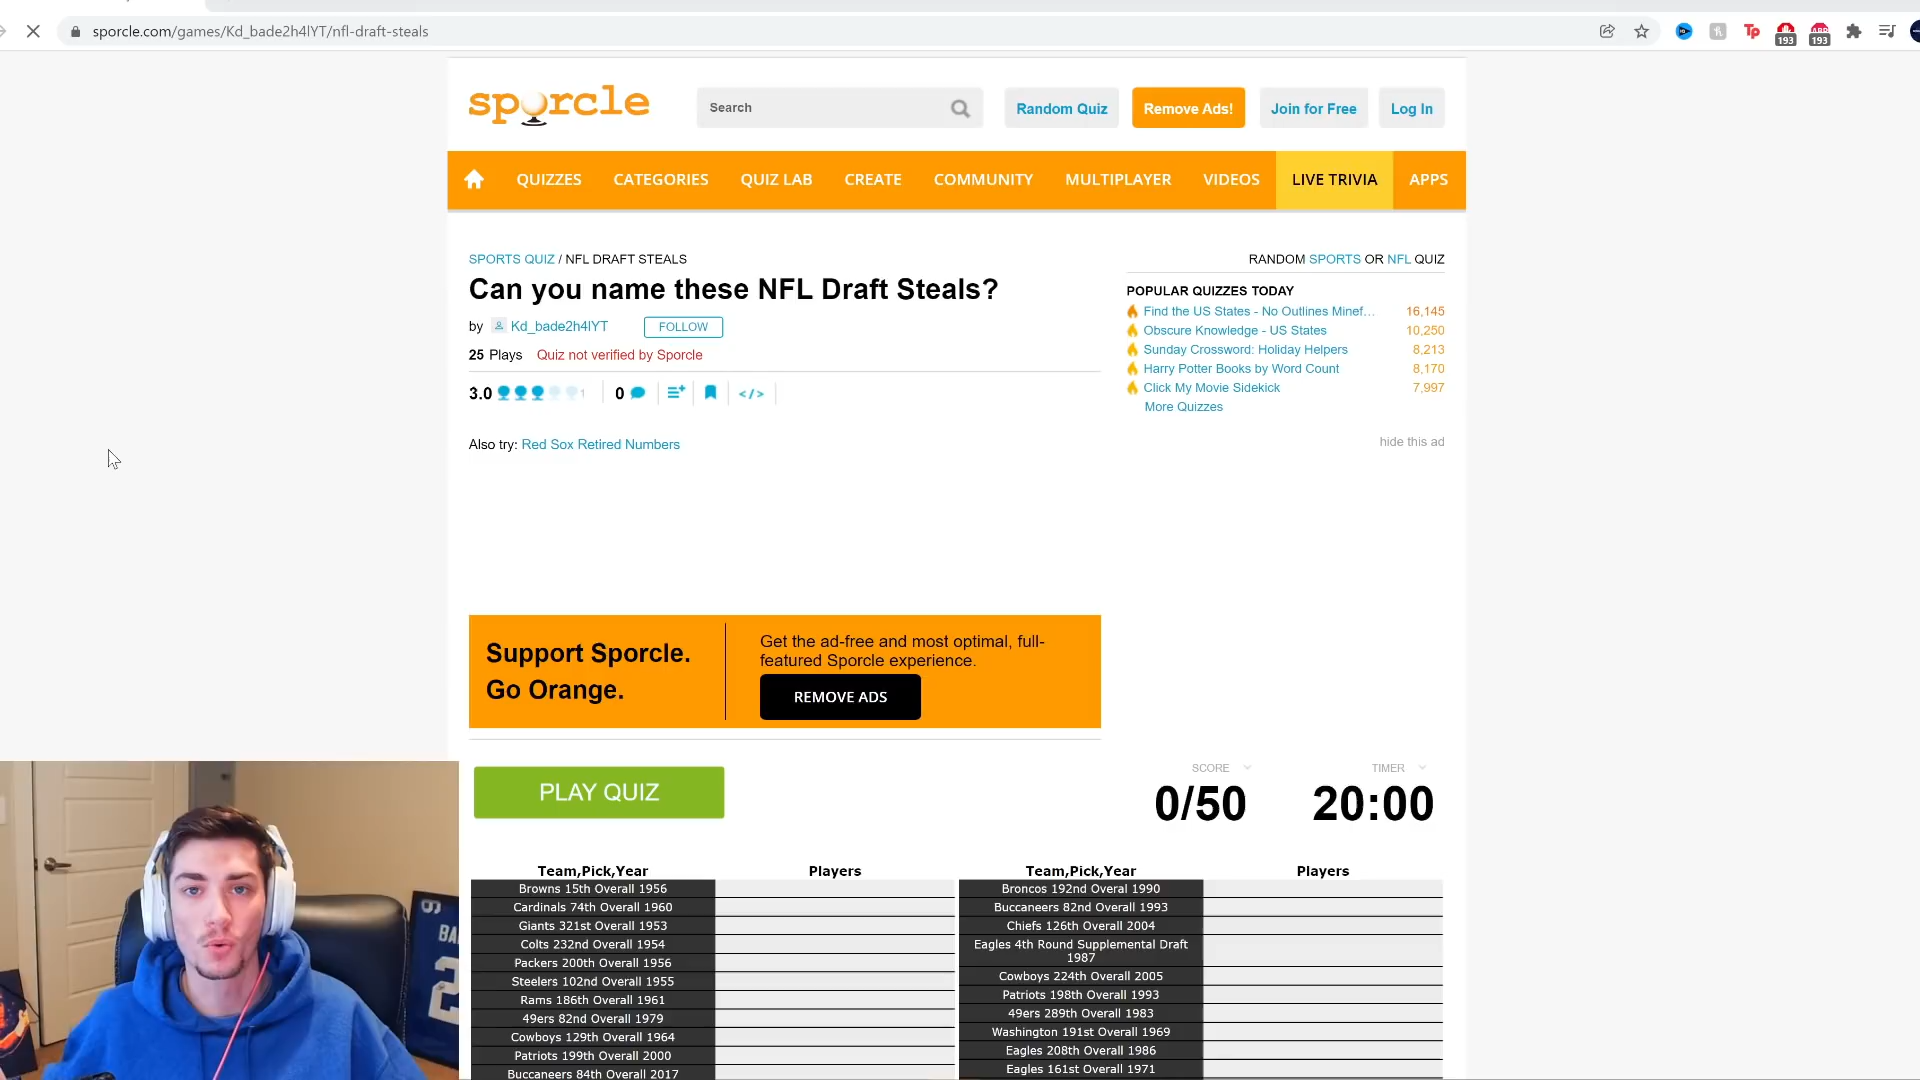 sporcle.com/games/Kd_bade2h4lYT/nfl-draft-steals
Tp
193
193
sporcle
Search
Random Quiz
Remove Ads!
Join for Free
Log In
QUIZZES
CATEGORIES
QUIZ LAB
CREATE
COMMUNITY
MULTIPLAYER
VIDEOS
LIVE TRIVIA
APPS
SPORTS QUIZ / NFL DRAFT STEALS
Can you name these NFL Draft Steals?
by Kd_bade2h4lYT
FOLLOW
25 Plays Quiz not verified by Sporcle
3.0
1
0
</>
Also try: Red Sox Retired Numbers
RANDOM SPORTS OR NFL QUIZ
POPULAR QUIZZES TODAY
Find the US States - No Outlines Minef... 16,145
Obscure Knowledge - US States 10,250
Sunday Crossword: Holiday Helpers 8,213
Harry Potter Books by Word Count 8,170
Click My Movie Sidekick 7,997
More Quizzes
hide this ad
Support Sporcle.
Go Orange.
Get the ad-free and most optimal, full-
featured Sporcle experience.
REMOVE ADS
PLAY QUIZ
SCORE
0/50
TIMER
20:00
Team,Pick,Year Players
Browns 15th Overall 1956
Cardinals 74th Overall 1960
Giants 321st Overall 1953
Colts 232nd Overall 1954
Packers 200th Overall 1956
Steelers 102nd Overall 1955
Rams 186th Overall 1961
49ers 82nd Overall 1979
Cowboys 129th Overall 1964
Patriots 199th Overall 2000
Buccaneers 84th Overall 2017
Team,Pick,Year Players
Broncos 192nd Overal 1990
Buccaneers 82nd Overall 1993
Chiefs 126th Overall 2004
Eagles 4th Round Supplemental Draft
1987
Cowboys 224th Overall 2005
Patriots 198th Overall 1993
49ers 289th Overall 1983
Washington 191st Overall 1969
Eagles 208th Overall 1986
Eagles 161st Overall 1971
BA
2